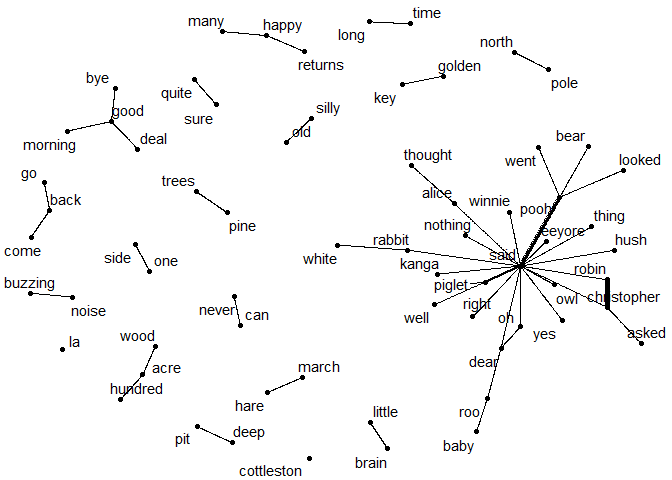 many
happy
returns
long
time
north
pole
golden
key
bye
good
morning
deal
quite
sure
silly
old
bear
went
looked
thought
go
back
come
trees
pine
alice
winnie
pooh
nothing
thing
eeyore
hush
side
one
white
rabbit
said
kanga
robin
piglet
owl
christopher
buzzing
noise
never
can
well
right
oh
yes
asked
la
wood
acre
hundred
march
hare
dear
roo
baby
little
brain
pit
deep
cottleston